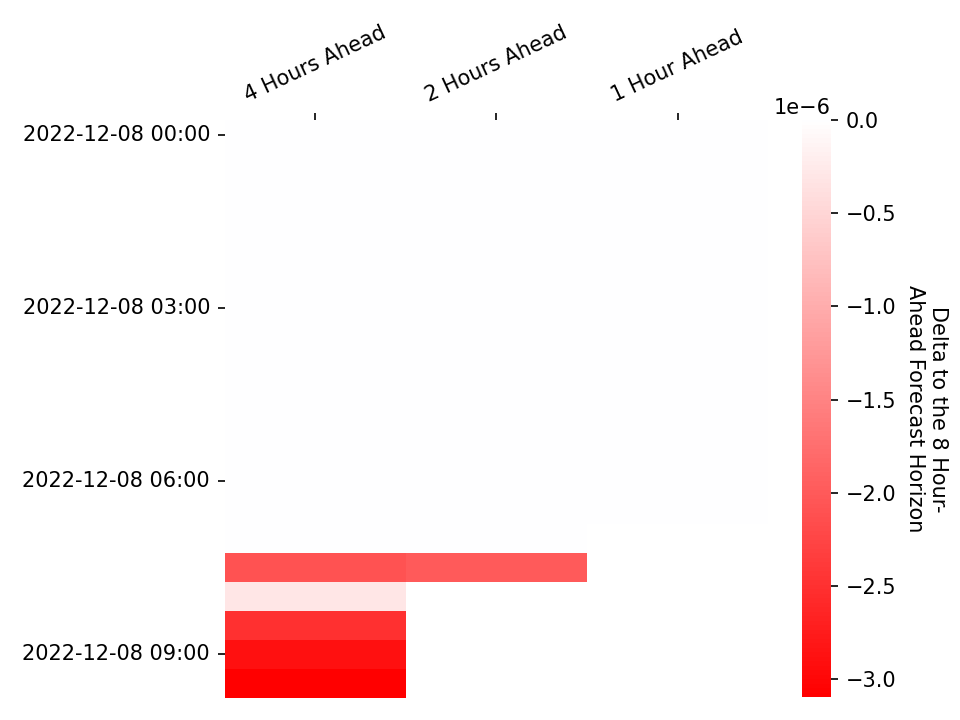 4 Hours Ahead
2 Hours Ahead
1 Hour Ahead
1e−6
2022-12-08 00:00
2022-12-08 03:00
2022-12-08 06:00
2022-12-08 09:00
0.0
−0.5
−1.0
−1.5
−2.0
−2.5
−3.0
Delta to the 8 Hour-
Ahead Forecast Horizon